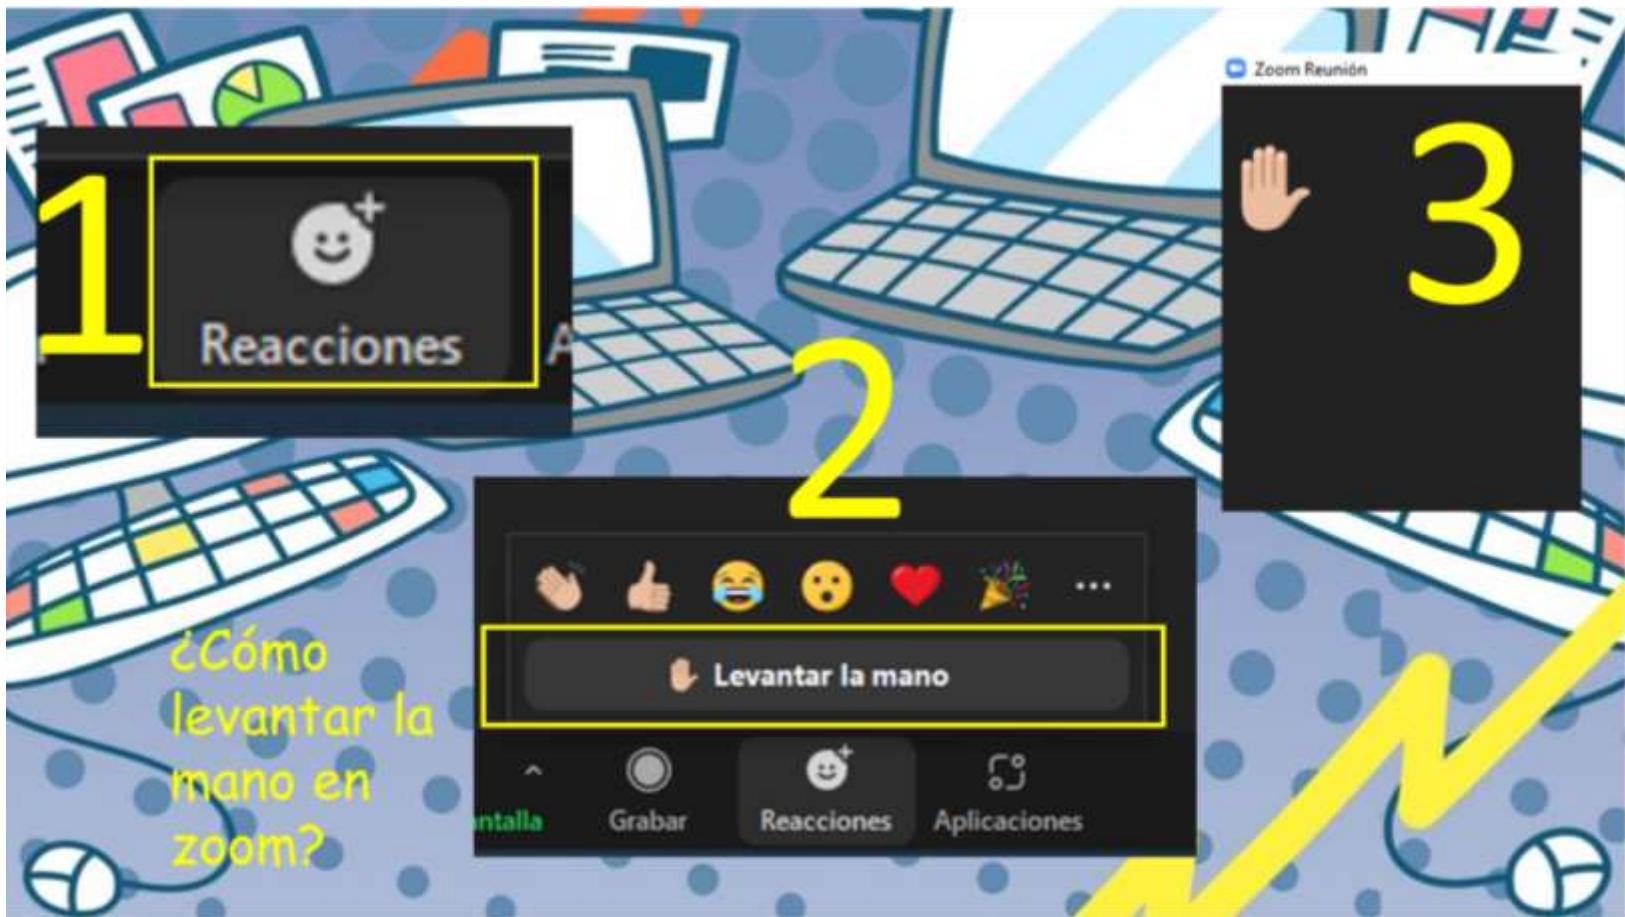 1
Reacciones
2
Levantar la mano
ntalla
Grabar
Reacciones
Aplicaciones
Zoom Reunión
3
¿Cómo
levantar la
mano en
zoom?